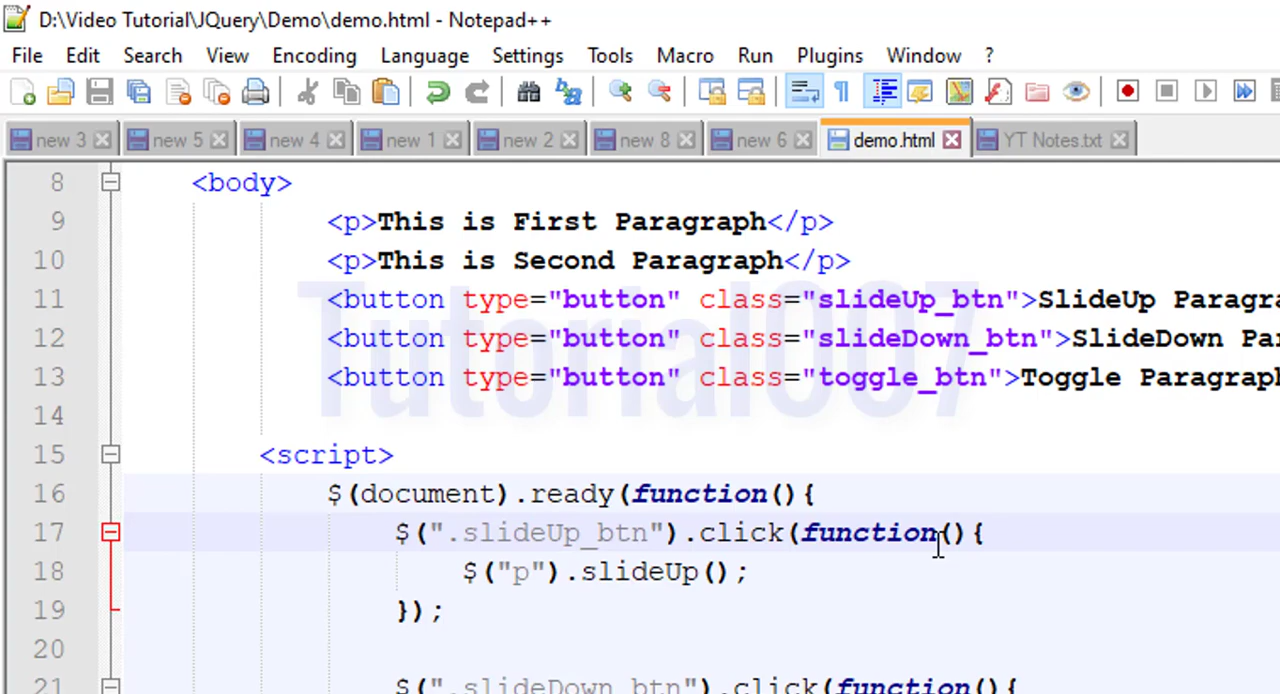 D:\Video Tutorial\JQuery\Demo\demo.html - Notepad++
File Edit Search View Encoding Language Settings Tools Macro Run Plugins Window ?
new 3 new 5 new 4 new 1 new 2 new 8 new 6 demo.html YT Notes.txt
8 <body>
9 <p>This is First Paragraph</p>
10 <p>This is Second Paragraph</p>
11 <button type="button" class="slideUp_btn">SlideUp Paragra
12 <button type="button" class="slideDown_btn">SlideDown Pa
13 <button type="button" class="toggle_btn">Toggle Paragraph
Tutorial007
14
15 <script>
16 $(document).ready(function(){
17 $(".slideUp_btn").click(function(){
18 $("p").slideUp();
19 });
20
21 $(".slideDown_btn").click(function(){